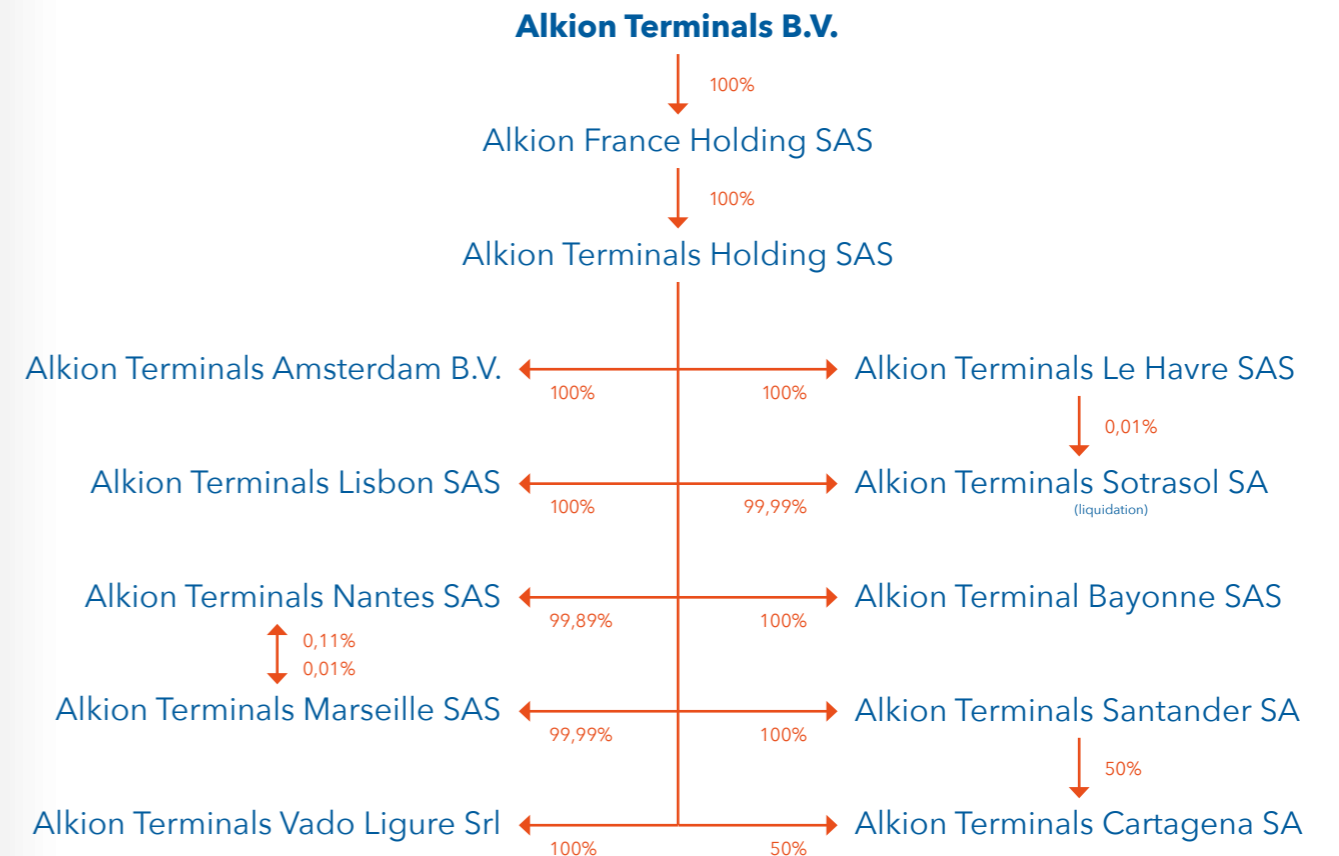 Alkion Terminals B.V.
100%
Alkion France Holding SAS
100%
Alkion Terminals Holding SAS
Alkion Terminals Amsterdam B.V.
100%
100%
Alkion Terminals Le Havre SAS
0,01%
Alkion Terminals Lisbon SAS
100%
99,99%
Alkion Terminals Sotrasol SA
(liquidation)
Alkion Terminals Nantes SAS
99,89%
100%
Alkion Terminal Bayonne SAS
0,11%
0,01%
Alkion Terminals Marseille SAS
99,99%
100%
Alkion Terminals Santander SA
50%
Alkion Terminals Vado Ligure Srl
100%
50%
Alkion Terminals Cartagena SA